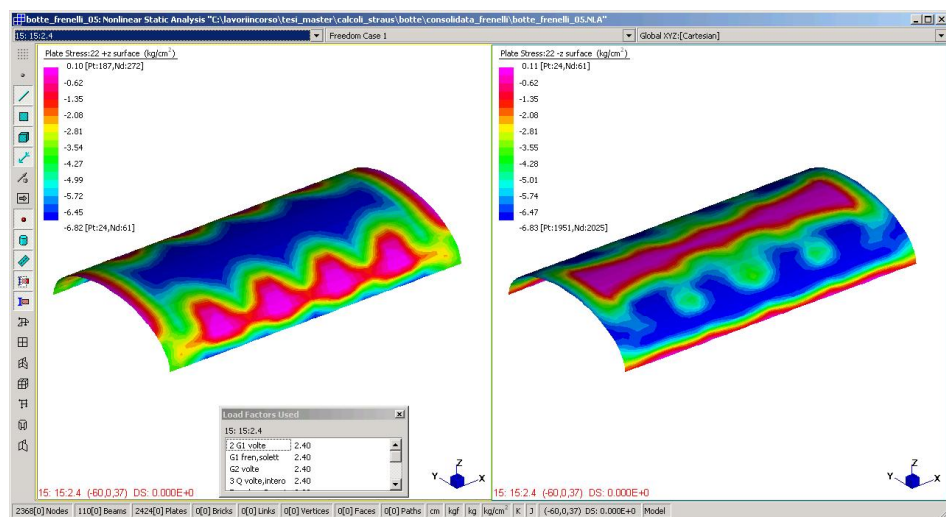 botte_frenelli_05: Nonlinear Static Analysis "C:\lavoriincorso\tesi_master\calcoli_straus\botte\consolidata_frenelli\botte_frenelli_05.NLA"
15: 15:2.4 Freedom Case 1 Global XYZ:[Cartesian]
Plate Stress:22 +z surface (kg/cm²)
0.10 [Pt:187,Nd:272]
-0.62
-1.35
-2.08
-2.81
-3.54
-4.27
-4.99
-5.72
-6.45
-6.82 [Pt:24,Nd:61]
Plate Stress:22 -z surface (kg/cm²)
0.11 [Pt:24,Nd:61]
-0.62
-1.35
-2.08
-2.81
-3.55
-4.28
-5.01
-5.74
-6.47
-6.83 [Pt:1951,Nd:2025]
Load Factors Used
15: 15:2.4
2 G1 volte 2.40
G1 fren,solett 2.40
G2 volte 2.40
3 Q volte,intero 2.40
Z
Y X
Z
Y X
15: 15:2.4 (-60,0,37) DS: 0.000E+0
15: 15:2.4 (-60,0,37) DS: 0.000E+0
2368[0] Nodes 110[0] Beams 2424[0] Plates 0[0] Bricks 0[0] Links 0[0] Vertices 0[0] Faces 0[0] Paths cm kgf kg kg/cm² K J (-60,0,37) DS: 0.000E+0 Model